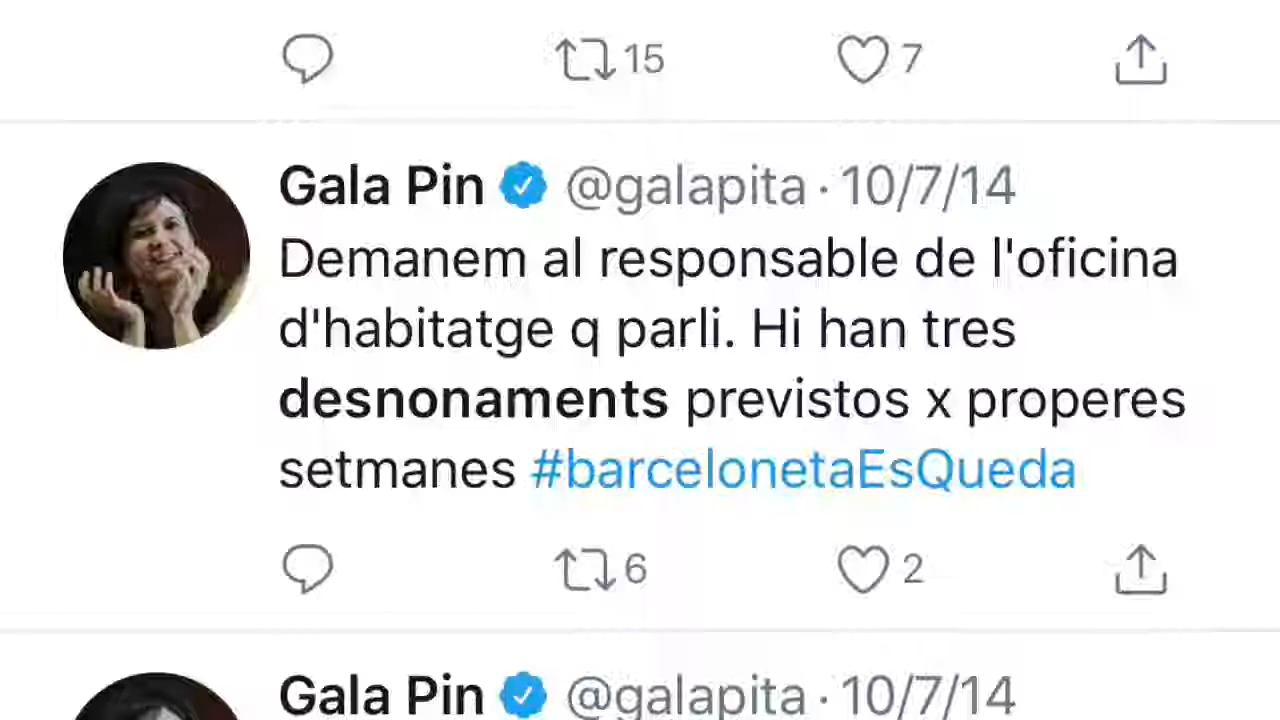 15 7
Gala Pin @galapita · 10/7/14
Demanem al responsable de l'oficina
d'habitatge q parli. Hi han tres
desnonaments previstos x properes
setmanes #barcelonetaEsQueda
6 2
Gala Pin @galapita · 10/7/14